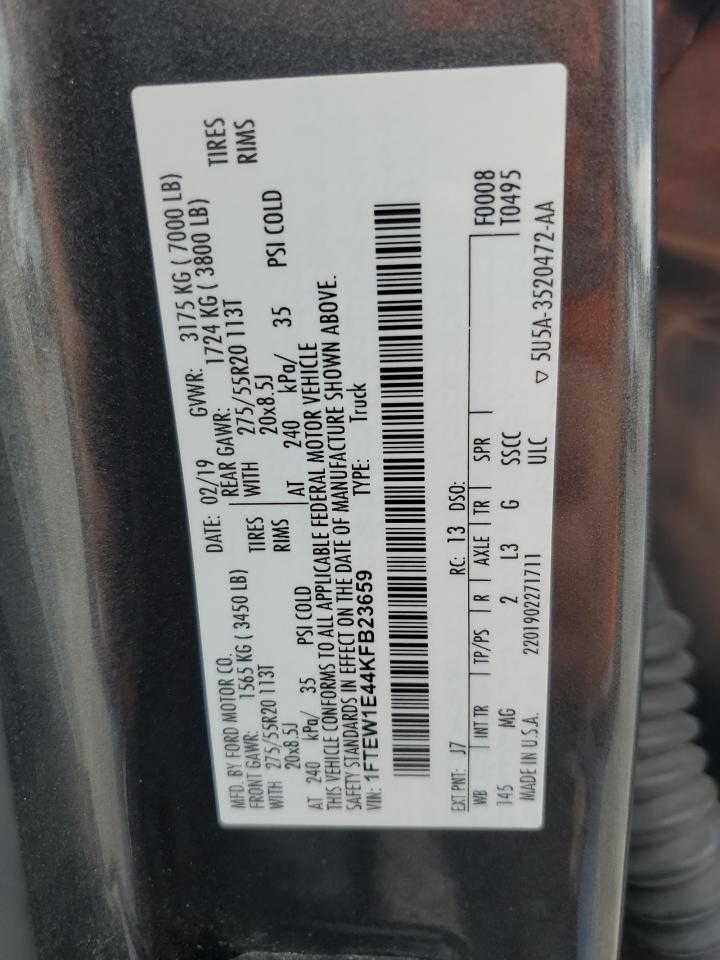 MFD. BY FORD MOTOR CO. DATE: 02/19 GVWR: 3175 KG ( 7000 LB)
FRONT GAWR: 1565 KG ( 3450 LB) REAR GAWR: 1724 KG ( 3800 LB)
WITH 275/55R20 113T TIRES WITH 275/55R20 113T TIRES
20x8.5J RIMS 20x8.5J RIMS
AT 240 kPa/ 35 PSI COLD AT 240 kPa/ 35 PSI COLD
THIS VEHICLE CONFORMS TO ALL APPLICABLE FEDERAL MOTOR VEHICLE
SAFETY STANDARDS IN EFFECT ON THE DATE OF MANUFACTURE SHOWN ABOVE.
VIN: 1FTEW1E44KFB23659 TYPE: Truck
EXT PNT: J7 RC: 13 DSO: F0008
WB INT TR TP/PS R AXLE TR SPR T0495
145 MG 2 L3 G SSCC
MADE IN U.S.A. 2201902271711 ULC ▽ 5U5A-3520472-AA